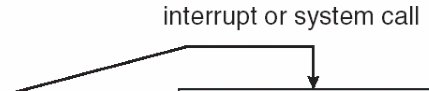 interrupt or system call